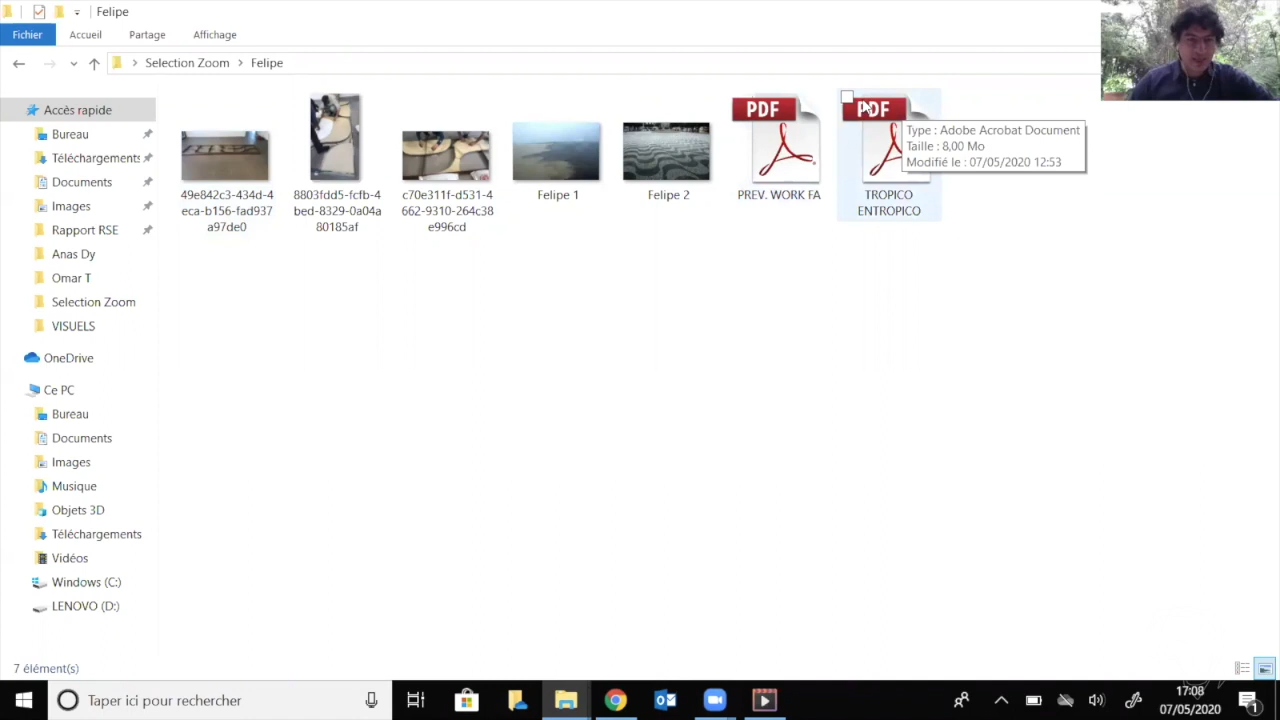 Felipe
Fichier Accueil Partage Affichage
Selection Zoom Felipe
Accès rapide
Bureau
Téléchargements
Documents
Images
Rapport RSE
Anas Dy
Omar T
Selection Zoom
VISUELS
OneDrive
Ce PC
Bureau
Documents
Images
Musique
Objets 3D
Téléchargements
Vidéos
Windows (C:)
LENOVO (D:)
49e842c3-434d-4
eca-b156-fad937
a97de0
8803fdd5-fcfb-4
bed-8329-0a04a
80185af
c70e311f-d531-4
662-9310-264c38
e996cd
Felipe 1
Felipe 2
PDF
PREV. WORK FA
PDF
TROPICO
ENTROPICO
Type : Adobe Acrobat Document
Taille : 8,00 Mo
Modifié le : 07/05/2020 12:53
7 élément(s)
Taper ici pour rechercher
17:08
07/05/2020
1